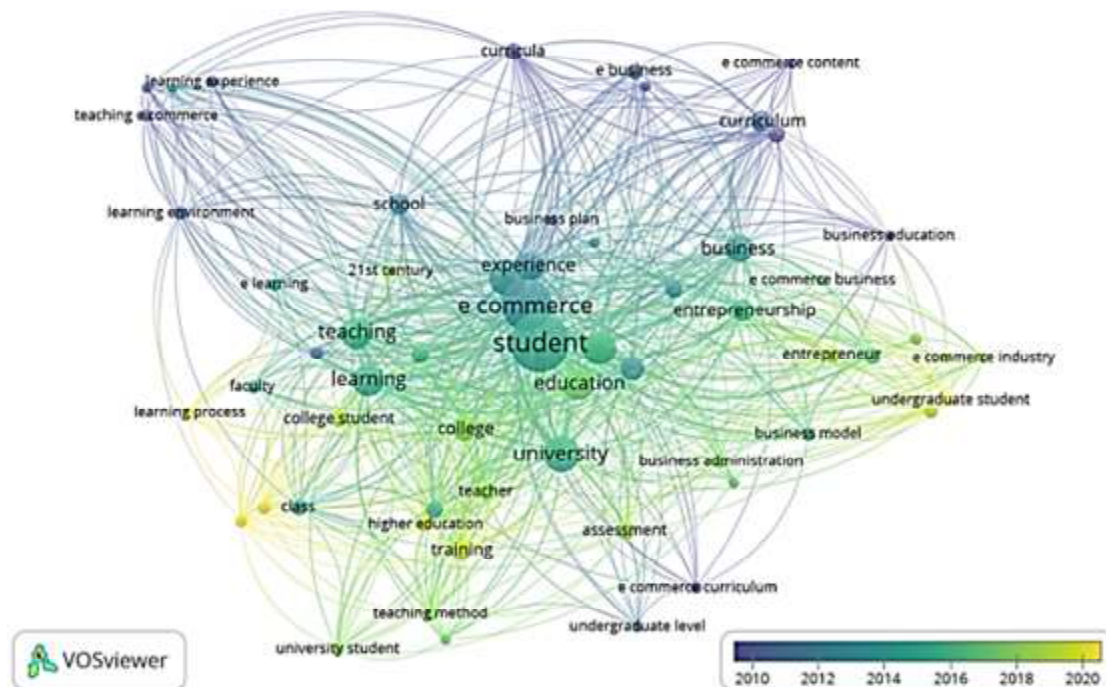 curricula
e business
e commerce content
learning experience
teaching e commerce
curriculum
learning environment
school
business plan
business education
business
21st century
experience
e learning
e commerce business
e commerce
entrepreneurship
teaching
student
entrepreneur
e commerce industry
learning
education
faculty
undergraduate student
learning process
college student
college
business model
university
business administration
teacher
class
higher education
assessment
training
e commerce curriculum
teaching method
undergraduate level
university student
VOSviewer
2010 2012 2014 2016 2018 2020